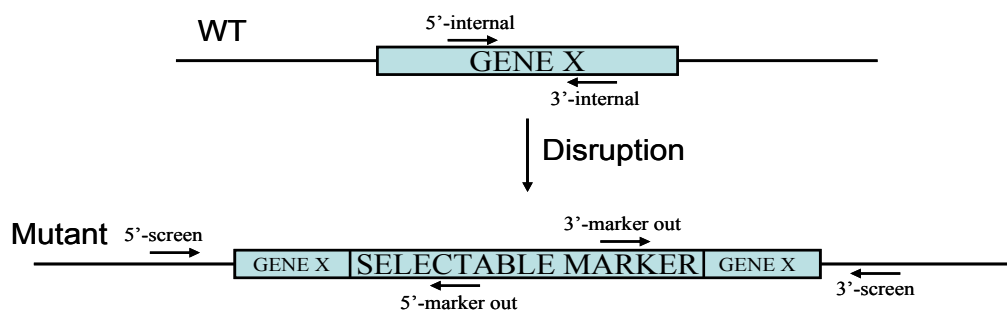 WT
5’-internal
GENE X
3’-internal
Disruption
Mutant
5’-screen
3’-marker out
GENE X
SELECTABLE MARKER
GENE X
5’-marker out
3’-screen